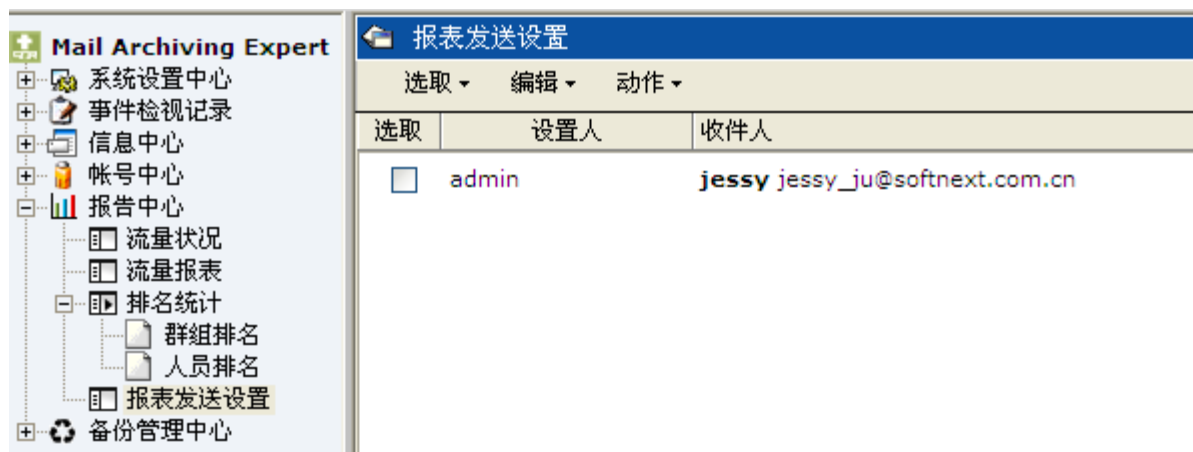 Mail Archiving Expert
系统设置中心
事件检视记录
信息中心
帐号中心
报告中心
流量状况
流量报表
排名统计
群组排名
人员排名
报表发送设置
备份管理中心
报表发送设置
选取 编辑 动作
选取 设置人 收件人
admin jessy jessy_ju@softnext.com.cn